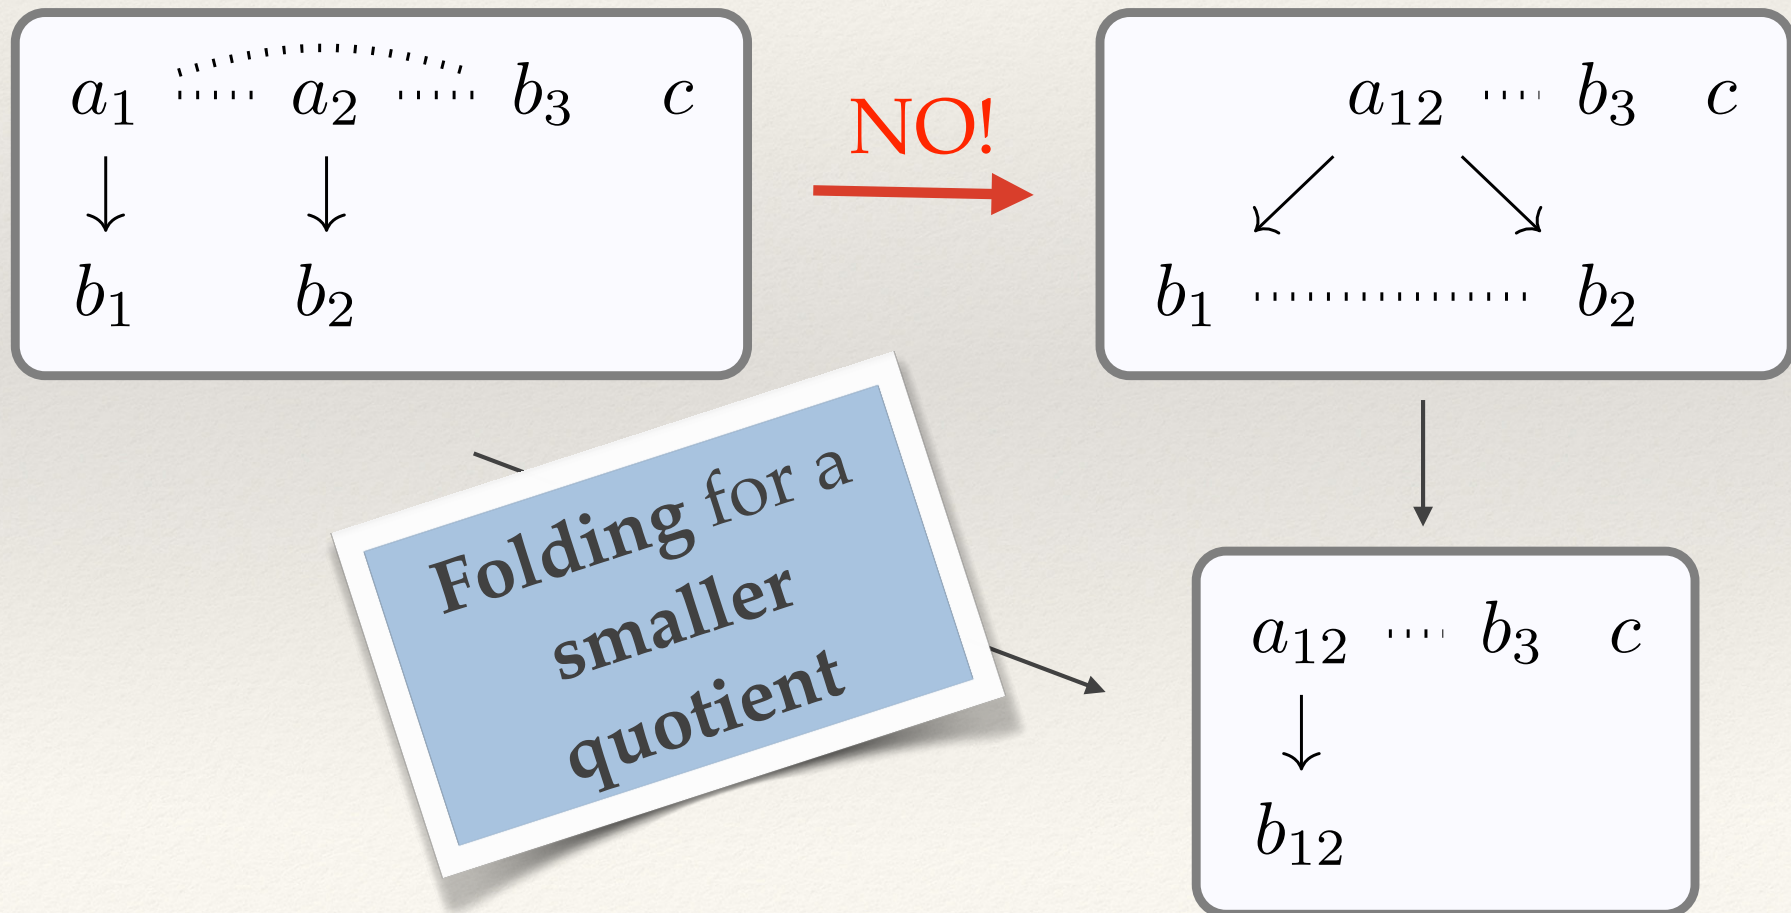 a₁ a₂ b₃ c
b₁ b₂
NO!
a₁₂ b₃ c
b₁ b₂
Folding for a
smaller
quotient
a₁₂ b₃ c
b₁₂